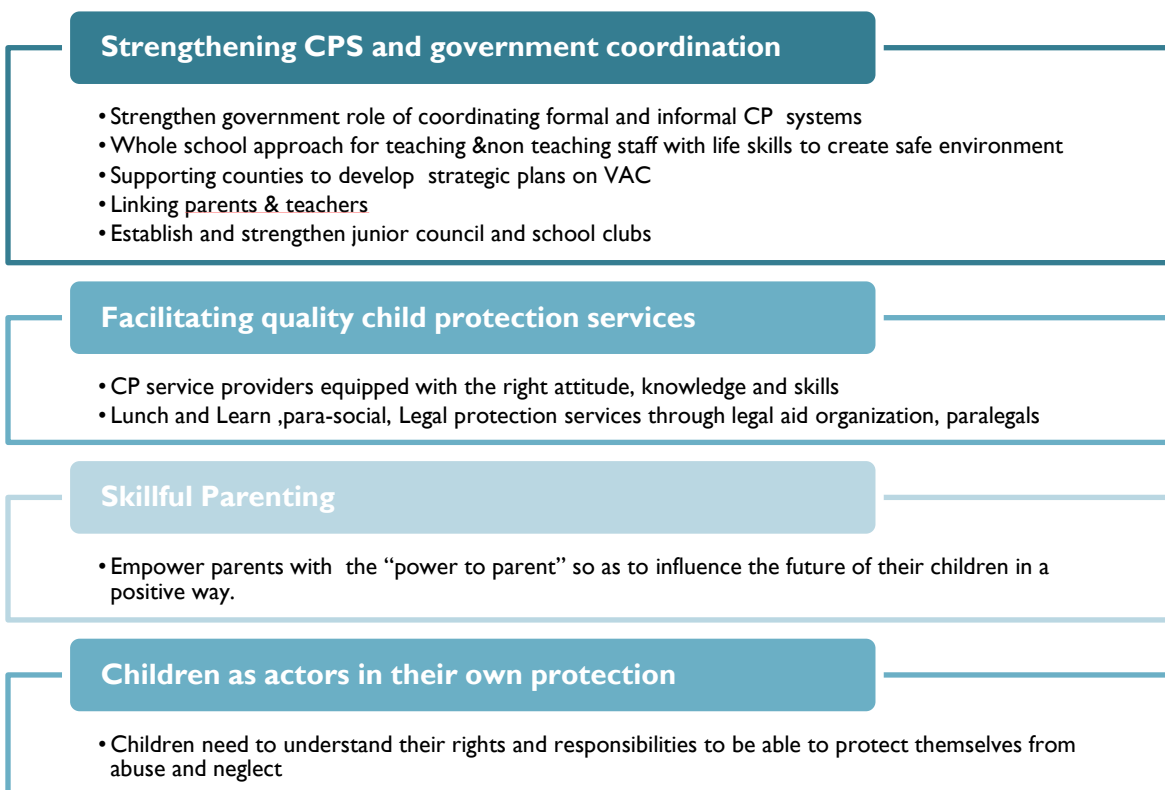 Strengthening CPS and government coordination
•Strengthen government role of coordinating formal and informal CP  systems
•Whole school approach for teaching &non teaching staff with life skills to create safe environment
•Supporting counties to develop  strategic plans on VAC
•Linking parents & teachers
•Establish and strengthen junior council and school clubs
Facilitating quality child protection services
•CP service providers equipped with the right attitude, knowledge and skills
•Lunch and Learn ,para-social, Legal protection services through legal aid organization, paralegals
Skillful Parenting
•Empower parents with  the “power to parent” so as to influence the future of their children in a
positive way.
Children as actors in their own protection
•Children need to understand their rights and responsibilities to be able to protect themselves from
abuse and neglect